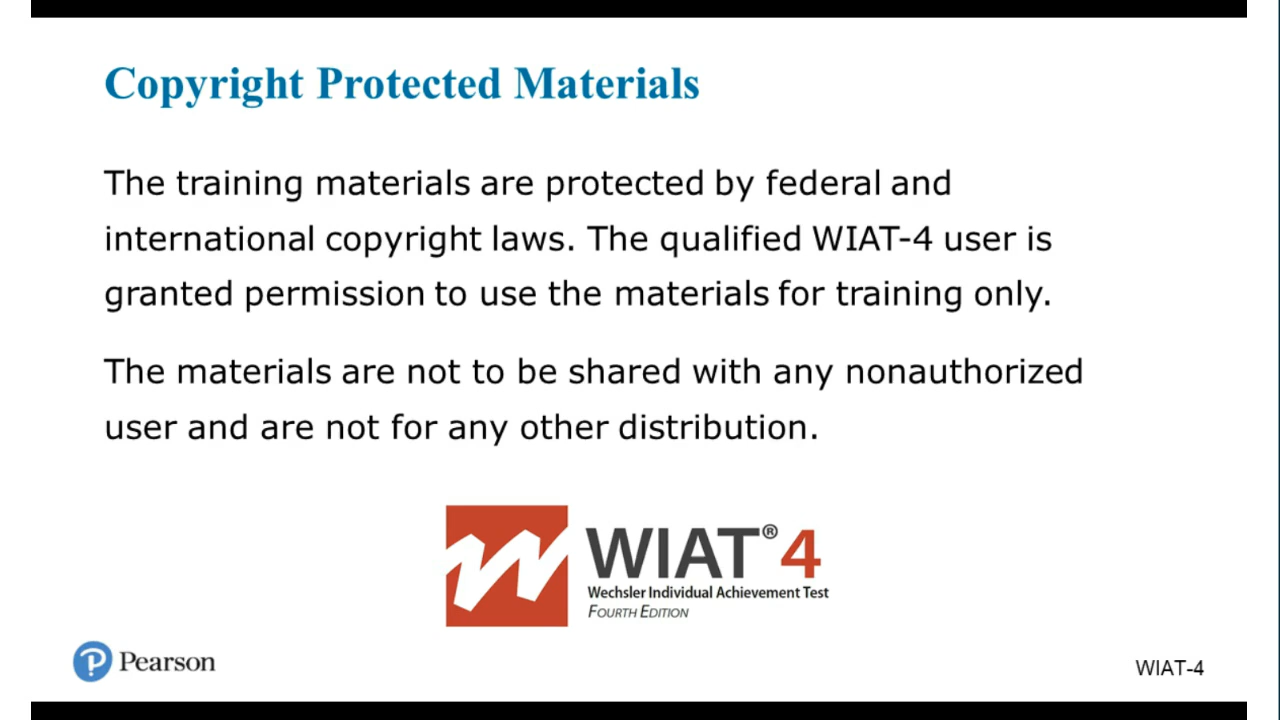 Copyright Protected Materials
The training materials are protected by federal and
international copyright laws. The qualified WIAT-4 user is
granted permission to use the materials for training only.
The materials are not to be shared with any nonauthorized
user and are not for any other distribution.
WIAT®4
Wechsler Individual Achievement Test
FOURTH EDITION
Pearson
WIAT-4